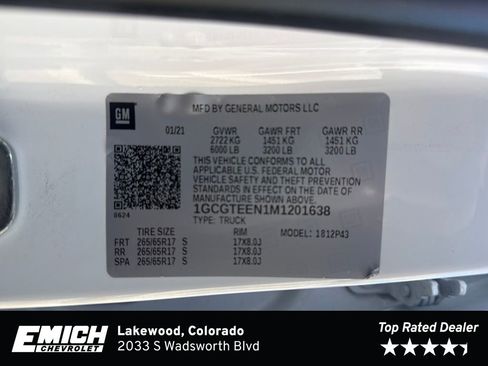 GM
MFD BY GENERAL MOTORS LLC
01/21 GVWR GAWR FRT GAWR RR
2722 KG 1451 KG 1451 KG
6000 LB 3200 LB 3200 LB
THIS VEHICLE CONFORMS TO ALL
APPLICABLE U.S. FEDERAL MOTOR
VEHICLE SAFETY AND THEFT PREVENTION
STANDARDS IN EFFECT ON THE DATE OF
MANUFACTURE SHOWN ABOVE.
1GCGTEEN1M1201638
TYPE: TRUCK
6624
TIRE SIZE RIM MODEL: 1812P43
FRT 265/65R17 S 17X8.0J
RR 265/65R17 S 17X8.0J
SPA 265/65R17 S 17X8.0J
EMICH
CHEVROLET
Lakewood, Colorado
2033 S Wadsworth Blvd
Top Rated Dealer